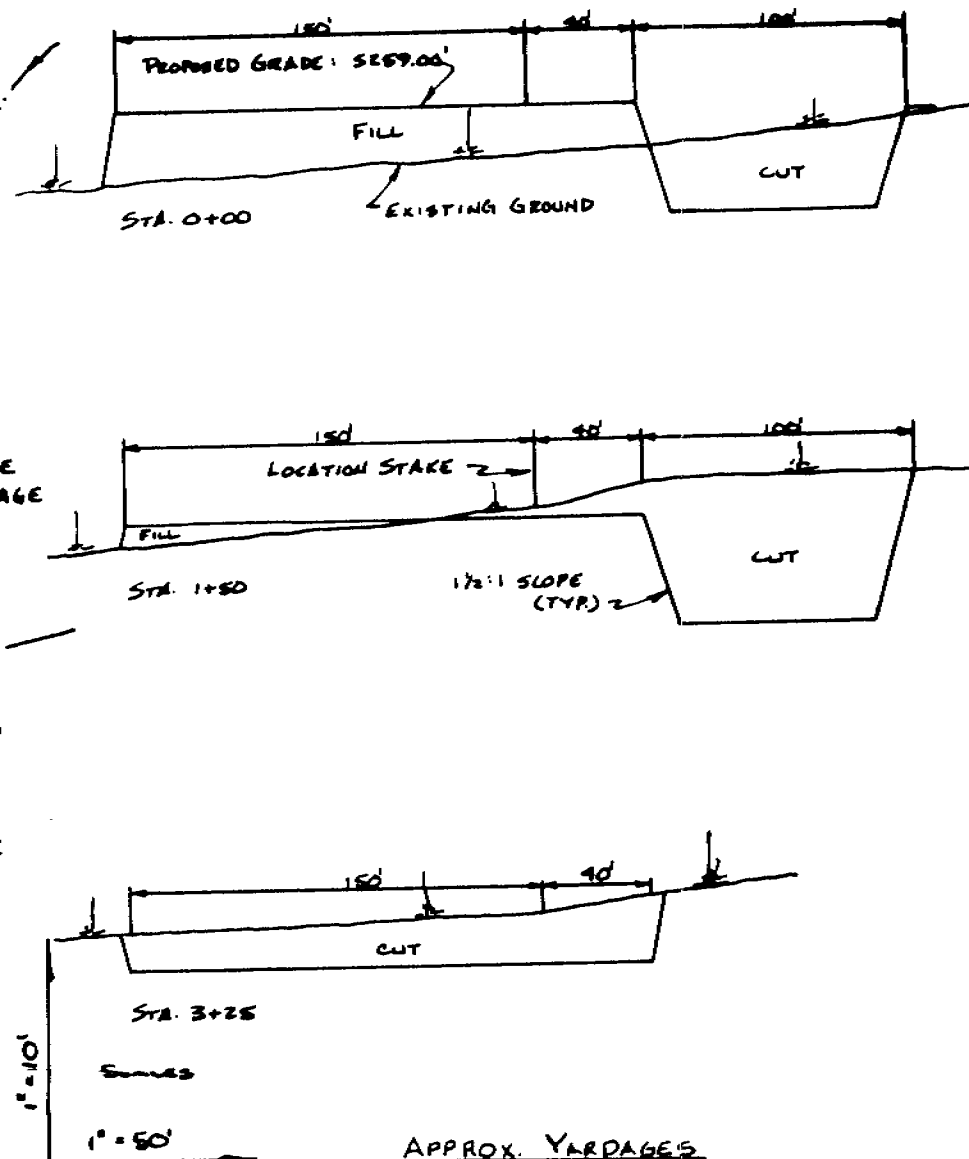 150' 40' 100'
PROPOSED GRADE: 5259.00'
FILL
CUT
EXISTING GROUND
STA. 0+00
150' 40' 100'
LOCATION STAKE
AGE
FILL
CUT
STA. 1+50
1½:1 SLOPE
(TYP.)
150' 40'
CUT
STA. 3+25
1" = 10'
1" = 50'
APPROX. YARDAGES